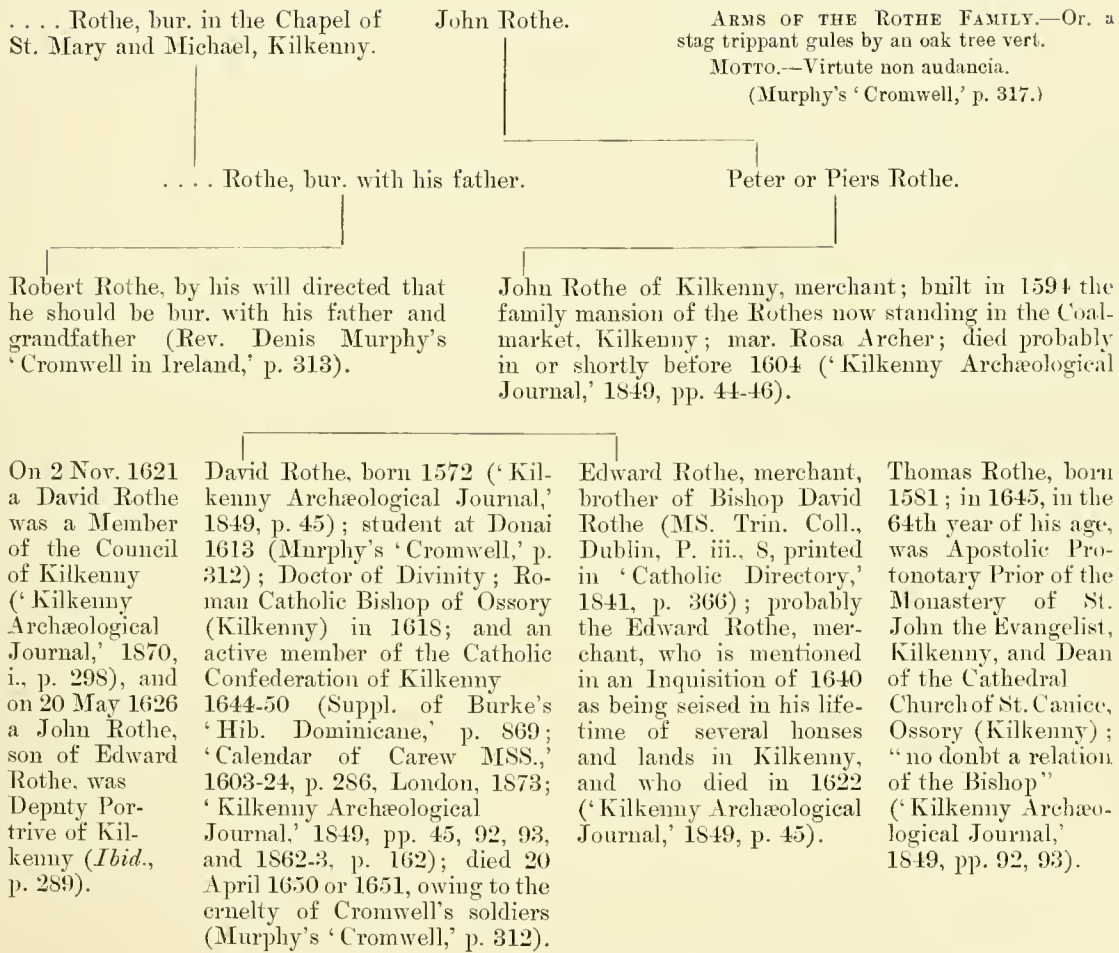 . . . . Rothe, bur. in the Chapel of
St. Mary and Michael, Kilkenny.
John Rothe.
ARMS OF THE ROTHE FAMILY.—Or, a
stag trippant gules by an oak tree vert.
MOTTO.—Virtute non audancia.
(Murphy's ‘Cromwell,’ p. 317.)
. . . . Rothe, bur. with his father.
Peter or Piers Rothe.
Robert Rothe, by his will directed that
he should be bur. with his father and
grandfather (Rev. Denis Murphy's
‘Cromwell in Ireland,’ p. 313).
John Rothe of Kilkenny, merchant; built in 1594 the
family mansion of the Rothes now standing in the Coal-
market, Kilkenny; mar. Rosa Archer; died probably
in or shortly before 1604 (‘Kilkenny Archæological
Journal,’ 1849, pp. 44-46).
On 2 Nov. 1621
a David Rothe
was a Member
of the Council
of Kilkenny
(‘Kilkenny
Archæological
Journal,’ 1870,
i., p. 298), and
on 20 May 1626
a John Rothe,
son of Edward
Rothe, was
Deputy Por-
trive of Kil-
kenny (Ibid.,
p. 289).
David Rothe, born 1572 (‘Kil-
kenny Archæological Journal,’
1849, p. 45); student at Douai
1613 (Murphy's ‘Cromwell,’ p.
312); Doctor of Divinity; Ro-
man Catholic Bishop of Ossory
(Kilkenny) in 1618; and an
active member of the Catholic
Confederation of Kilkenny
1644-50 (Suppl. of Burke's
‘Hib. Dominicane,’ p. 869;
‘Calendar of Carew MSS.,’
1603-24, p. 286, London, 1873;
‘Kilkenny Archæological
Journal,’ 1849, pp. 45, 92, 93,
and 1862-3, p. 162); died 20
April 1650 or 1651, owing to the
cruelty of Cromwell's soldiers
(Murphy's ‘Cromwell,’ p. 312).
Edward Rothe, merchant,
brother of Bishop David
Rothe (MS. Trin. Coll.,
Dublin, P. iii., 8, printed
in ‘Catholic Directory,’
1841, p. 366); probably
the Edward Rothe, mer-
chant, who is mentioned
in an Inquisition of 1640
as being seised in his life-
time of several houses
and lands in Kilkenny,
and who died in 1622
(‘Kilkenny Archæological
Journal,’ 1849, p. 45).
Thomas Rothe, born
1581; in 1645, in the
64th year of his age,
was Apostolic Pro-
tonotary Prior of the
Monastery of St.
John the Evangelist,
Kilkenny, and Dean
of the Cathedral
Church of St. Canice,
Ossory (Kilkenny);
“no doubt a relation
of the Bishop”
(‘Kilkenny Archæo-
logical Journal,’
1849, pp. 92, 93).